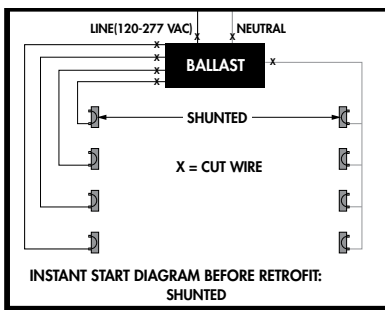 LINE(120-277 VAC) NEUTRAL
X X
X
X BALLAST X
X
X
SHUNTED
X = CUT WIRE
INSTANT START DIAGRAM BEFORE RETROFIT:
SHUNTED